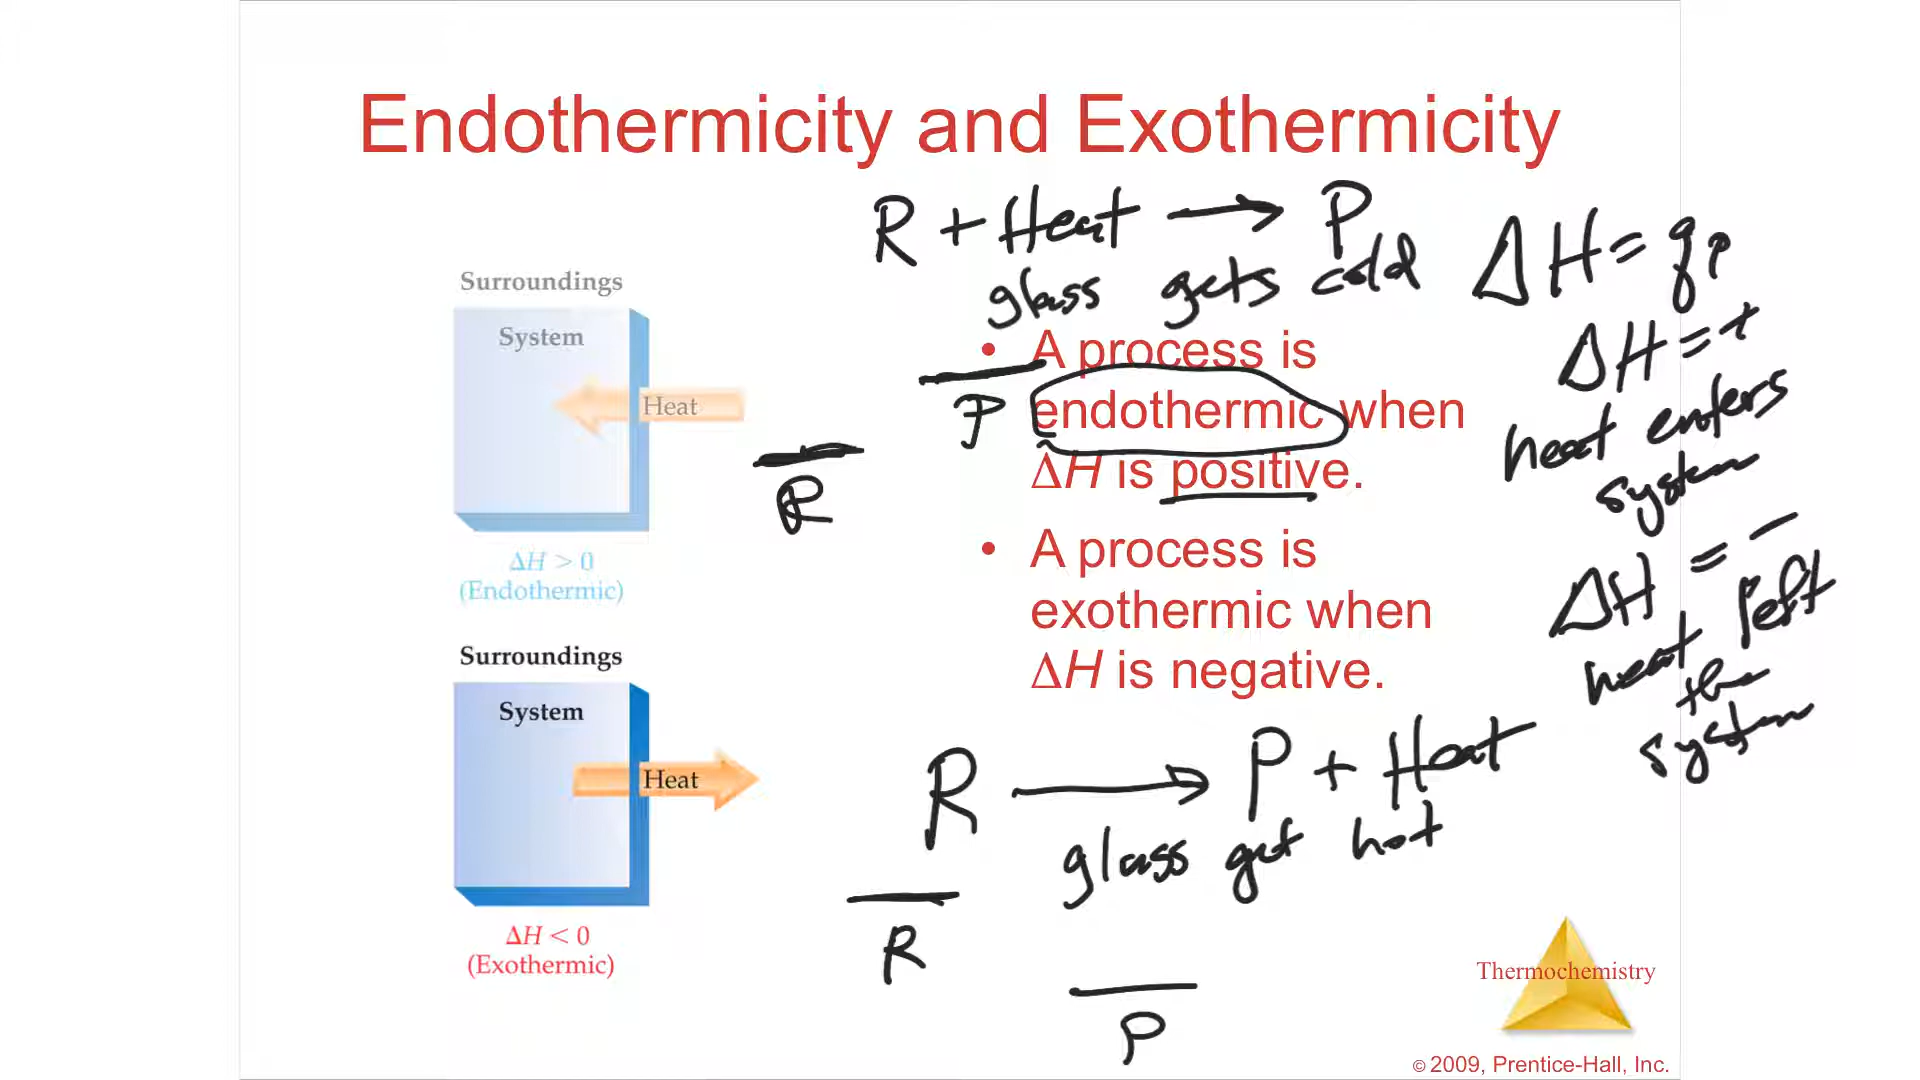 Endothermicity and Exothermicity
R + Heat → P
glass gets cold
ΔH = qp
ΔH = +
heat enters
system
ΔH = -
heat left
the
system
Surroundings
System
Heat
ΔH > 0
(Endothermic)
R
P
• A process is
endothermic when
ΔH is positive.
• A process is
exothermic when
ΔH is negative.
Surroundings
System
Heat
ΔH < 0
(Exothermic)
R → P + Heat
glass get hot
R
P
Thermochemistry
© 2009, Prentice-Hall, Inc.